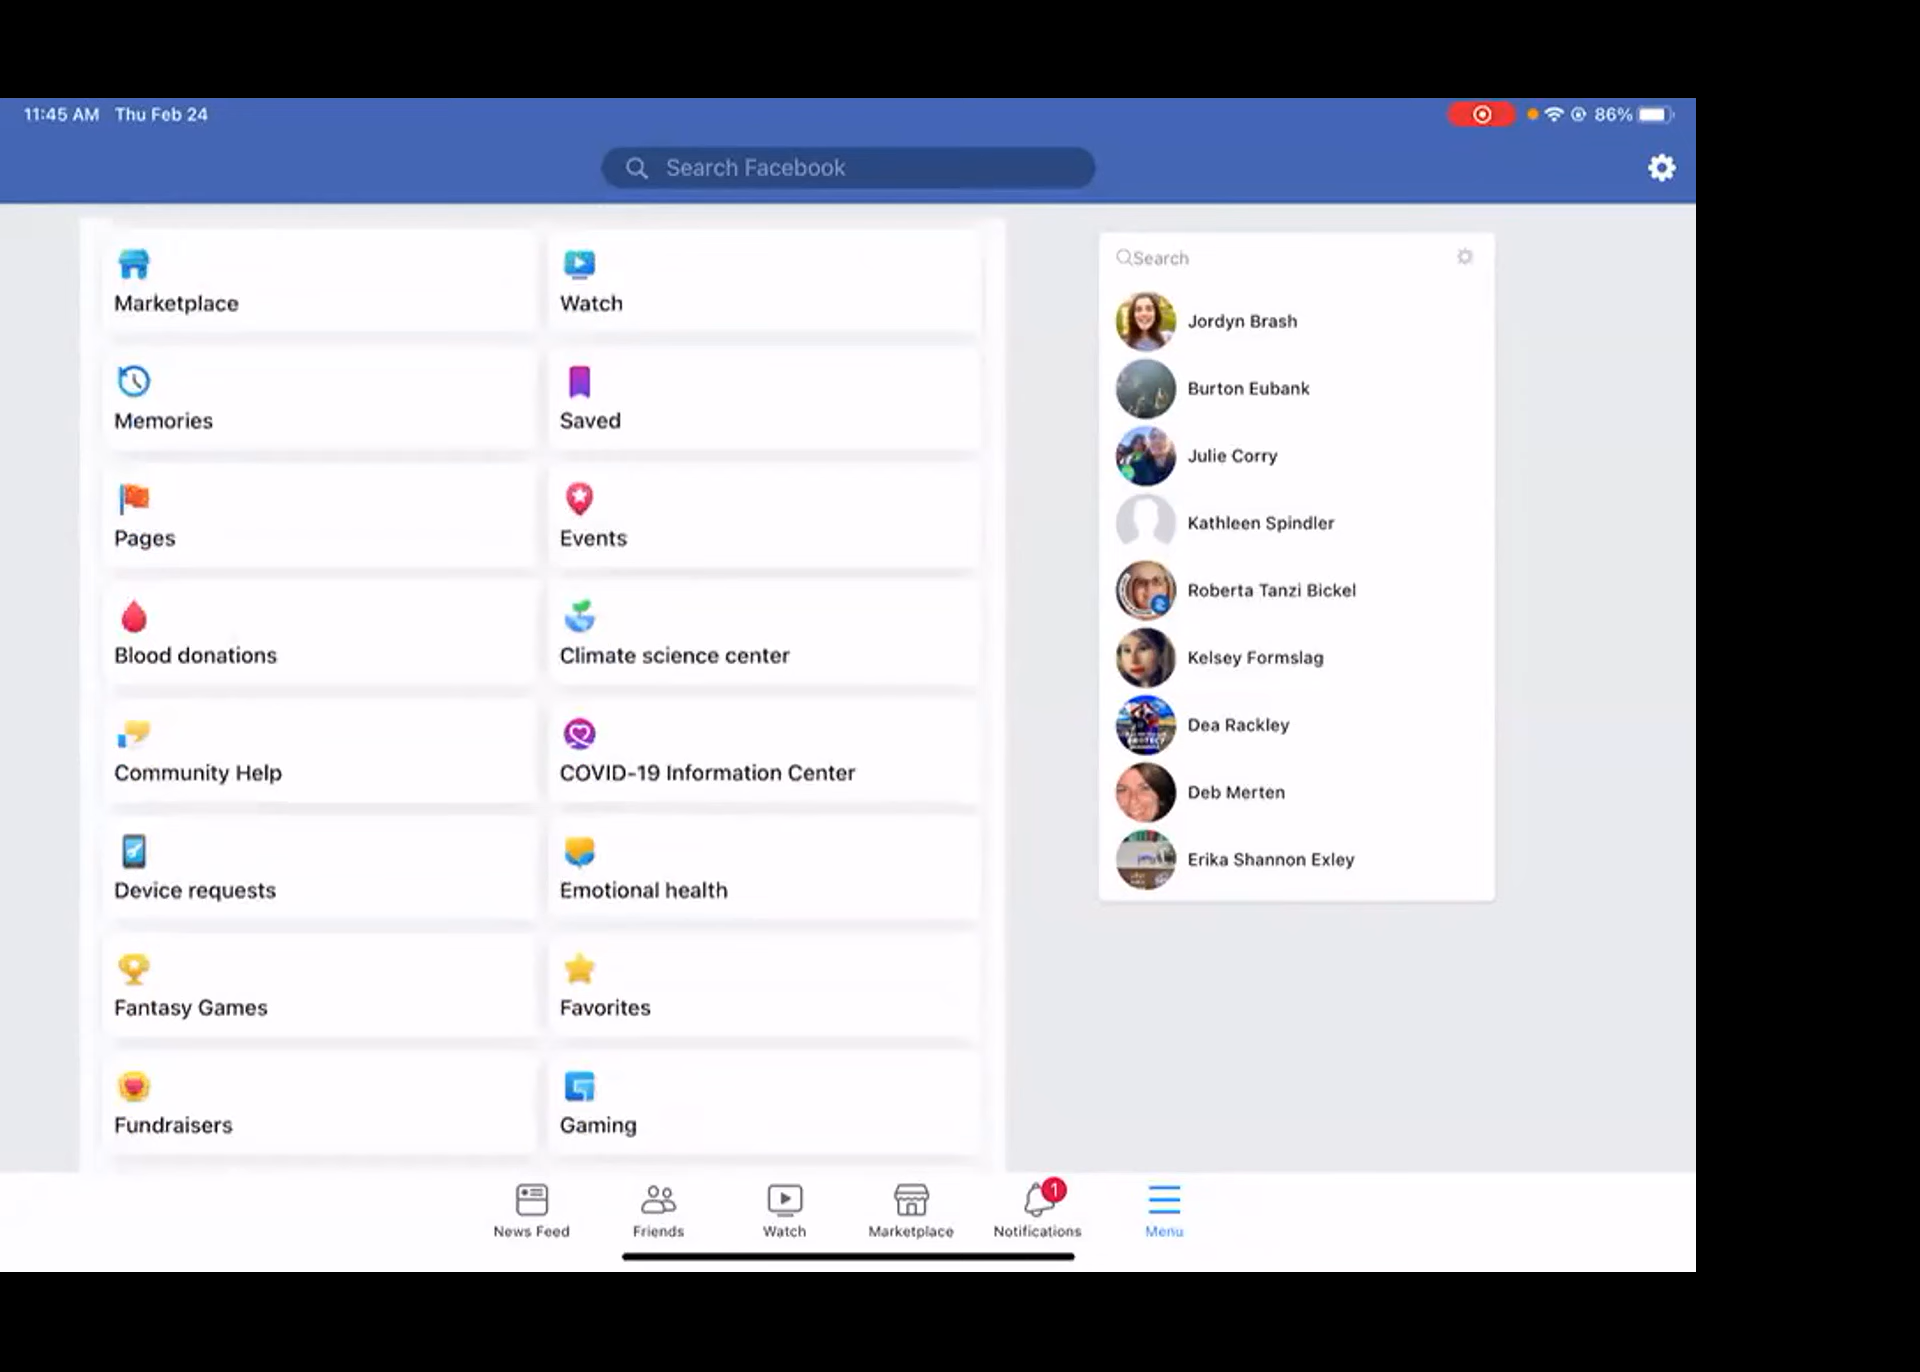 11:45 AM Thu Feb 24
86%
Search Facebook
Marketplace
Watch
Memories
Saved
Pages
Events
Blood donations
Climate science center
Community Help
COVID-19 Information Center
Device requests
Emotional health
Fantasy Games
Favorites
Fundraisers
Gaming
Search
Jordyn Brash
Burton Eubank
Julie Corry
Kathleen Spindler
Roberta Tanzi Bickel
Kelsey Formslag
Dea Rackley
Deb Merten
Erika Shannon Exley
News Feed
Friends
Watch
Marketplace
1
Notifications
Menu